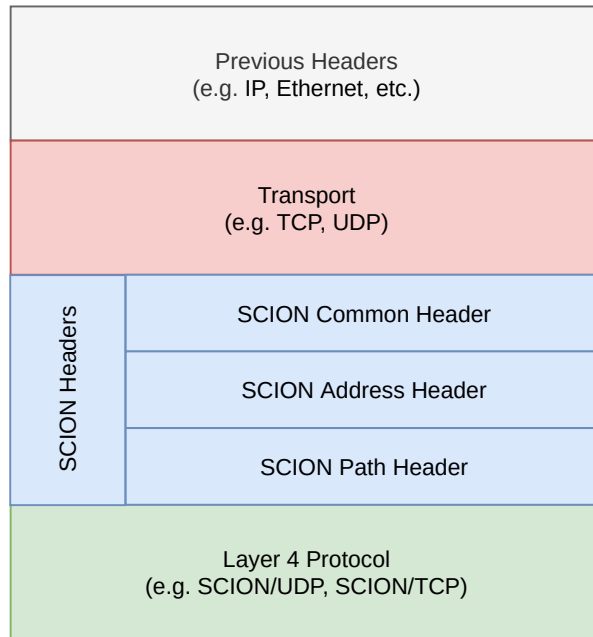 Previous Headers
(e.g. IP, Ethernet, etc.)
Transport
(e.g. TCP, UDP)
SCION Headers
SCION Common Header
SCION Address Header
SCION Path Header
Layer 4 Protocol
(e.g. SCION/UDP, SCION/TCP)